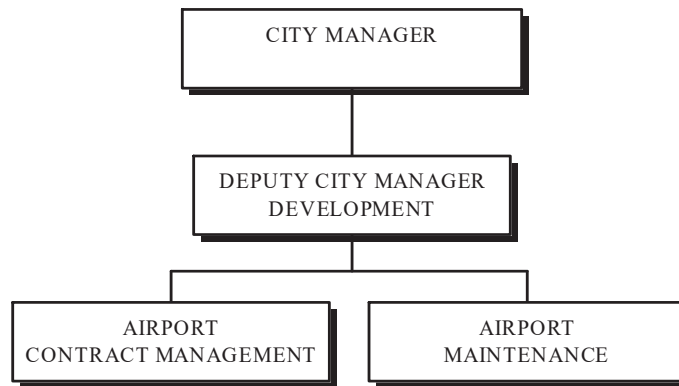 CITY MANAGER
DEPUTY CITY MANAGER
DEVELOPMENT
AIRPORT
CONTRACT MANAGEMENT
AIRPORT
MAINTENANCE